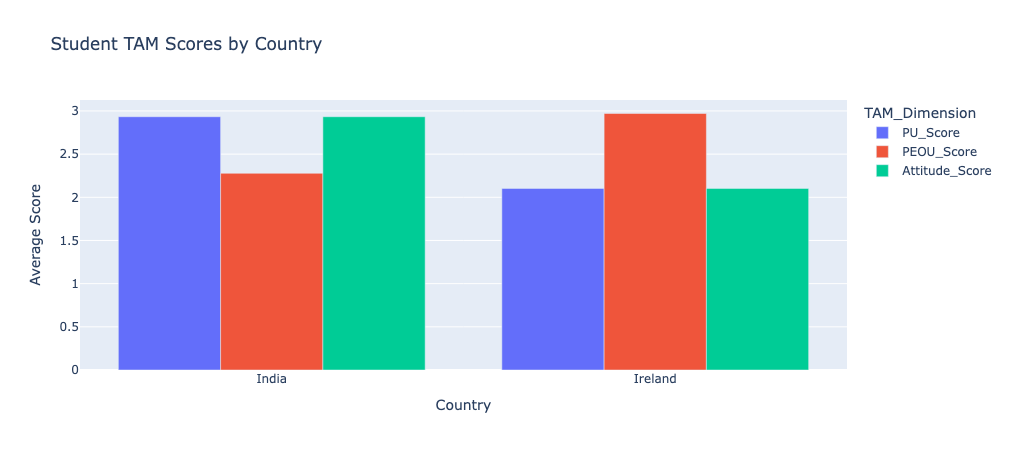 Student TAM Scores by Country
3
2.5
2
1.5
1
0.5
0
Average Score
India
Ireland
Country
TAM_Dimension
PU_Score
PEOU_Score
Attitude_Score